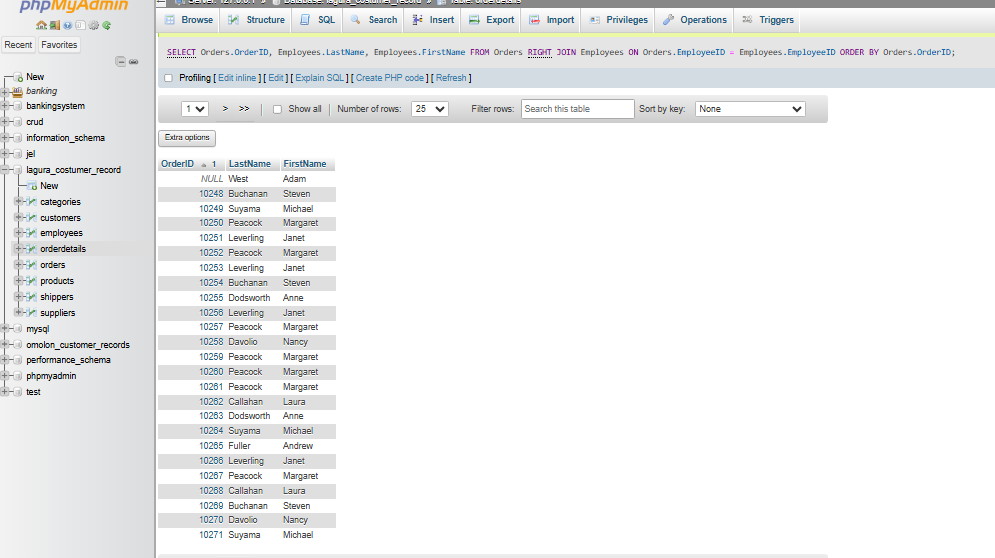 phpMyAdmin
Recent Favorites
New
banking
bankingsystem
crud
information_schema
jel
lagura_costumer_record
New
categories
customers
employees
orderdetails
orders
products
shippers
suppliers
mysql
omolon_customer_records
performance_schema
phpmyadmin
test
Server: 127.0.0.1 » Database: lagura_costumer_record » Table: orderdetails
Browse Structure SQL Search Insert Export Import Privileges Operations Triggers
SELECT Orders.OrderID, Employees.LastName, Employees.FirstName FROM Orders RIGHT JOIN Employees ON Orders.EmployeeID = Employees.EmployeeID ORDER BY Orders.OrderID;
Profiling [ Edit inline ] [ Edit ] [ Explain SQL ] [ Create PHP code ] [ Refresh ]
1 > >> | Show all | Number of rows: 25 Filter rows: Search this table Sort by key: None
Extra options
OrderID 1 LastName FirstName
NULL West Adam
10248 Buchanan Steven
10249 Suyama Michael
10250 Peacock Margaret
10251 Leverling Janet
10252 Peacock Margaret
10253 Leverling Janet
10254 Buchanan Steven
10255 Dodsworth Anne
10256 Leverling Janet
10257 Peacock Margaret
10258 Davolio Nancy
10259 Peacock Margaret
10260 Peacock Margaret
10261 Peacock Margaret
10262 Callahan Laura
10263 Dodsworth Anne
10264 Suyama Michael
10265 Fuller Andrew
10266 Leverling Janet
10267 Peacock Margaret
10268 Callahan Laura
10269 Buchanan Steven
10270 Davolio Nancy
10271 Suyama Michael